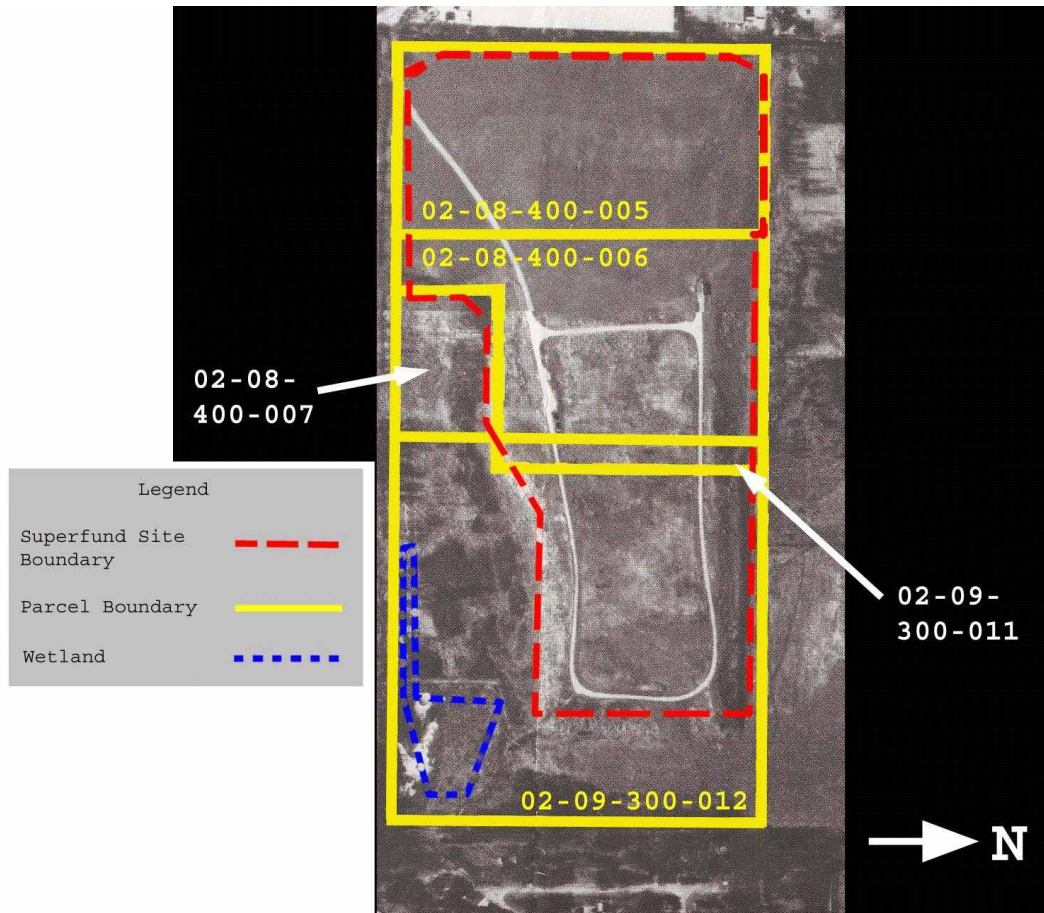 02-08-400-005
02-08-400-006
02-08-
400-007
Legend
Superfund Site
Boundary
Parcel Boundary
Wetland
02-09-
300-011
02-09-300-012
N